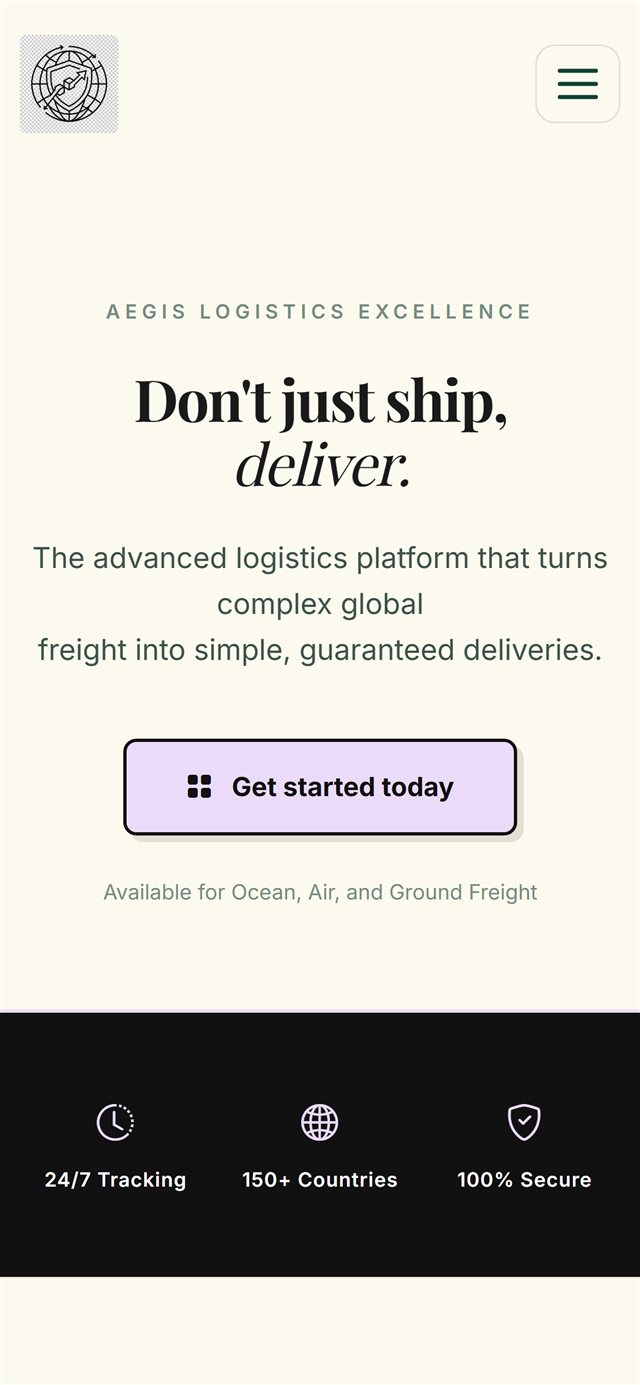 AEGIS LOGISTICS EXCELLENCE
Don't just ship,
deliver.
The advanced logistics platform that turns
complex global
freight into simple, guaranteed deliveries.
Get started today
Available for Ocean, Air, and Ground Freight
24/7 Tracking
150+ Countries
100% Secure